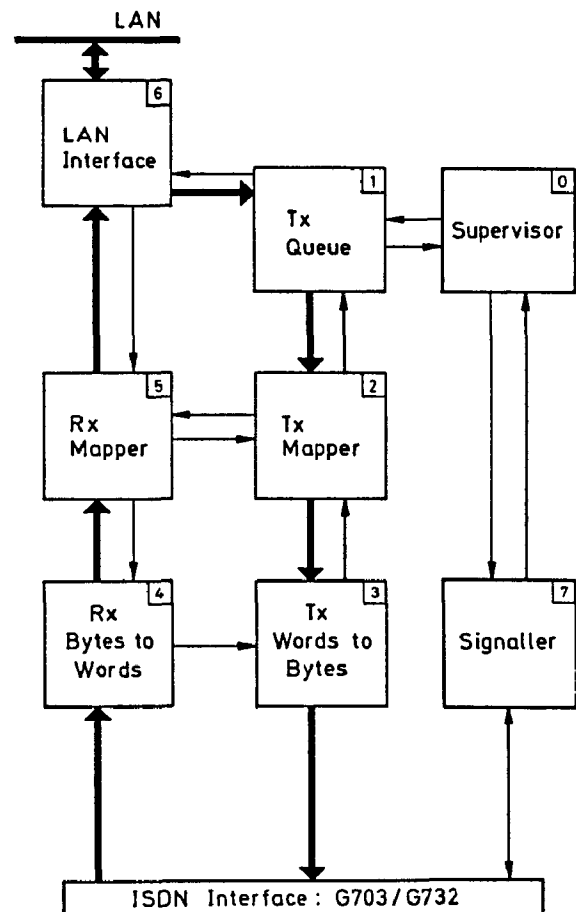 LAN
6
LAN
Interface
1
Tx
Queue
0
Supervisor
5
Rx
Mapper
2
Tx
Mapper
4
Rx
Bytes to
Words
3
Tx
Words to
Bytes
7
Signaller
ISDN Interface : G703/G732